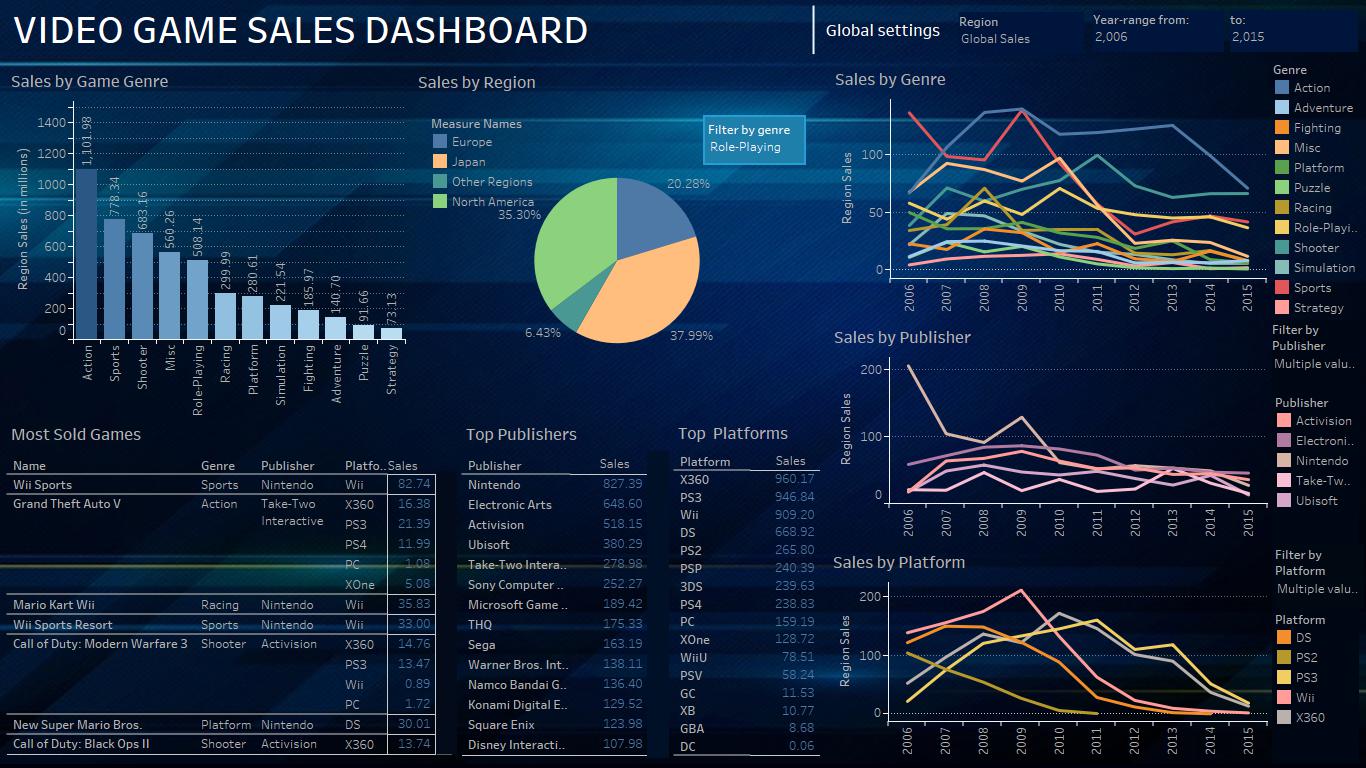 VIDEO GAME SALES DASHBOARD
Global settings
Region
Global Sales
Year-range from:
2,006
to:
2,015
Sales by Game Genre
Region Sales (in millions)
1400
1200
1000
800
600
400
200
0
1,101.98
778.34
683.16
560.26
508.14
299.99
280.61
221.54
185.97
140.70
91.66
73.13
Action
Sports
Shooter
Misc
Role-Playing
Racing
Platform
Simulation
Fighting
Adventure
Puzzle
Strategy
Sales by Region
Measure Names
Europe
Japan
Other Regions
North America
Filter by genre
Role-Playing
20.28%
35.30%
6.43%
37.99%
Sales by Genre
Region Sales
100
50
0
2006
2007
2008
2009
2010
2011
2012
2013
2014
2015
Genre
Action
Adventure
Fighting
Misc
Platform
Puzzle
Racing
Role-Playi..
Shooter
Simulation
Sports
Strategy
Sales by Publisher
Region Sales
200
100
0
2006
2007
2008
2009
2010
2011
2012
2013
2014
2015
Filter by
Publisher
Multiple valu..
Publisher
Activision
Electroni..
Nintendo
Take-Tw..
Ubisoft
Sales by Platform
Region Sales
200
100
0
2006
2007
2008
2009
2010
2011
2012
2013
2014
2015
Filter by
Platform
Multiple valu..
Platform
DS
PS2
PS3
Wii
X360
Most Sold Games
Name Genre Publisher Platfo.. Sales
Wii Sports Sports Nintendo Wii 82.74
Grand Theft Auto V Action Take-Two X360 16.38
Interactive
PS3 21.39
PS4 11.99
PC 1.08
XOne 5.08
Mario Kart Wii Racing Nintendo Wii 35.83
Wii Sports Resort Sports Nintendo Wii 33.00
Call of Duty: Modern Warfare 3 Shooter Activision X360 14.76
PS3 13.47
Wii 0.89
PC 1.72
New Super Mario Bros. Platform Nintendo DS 30.01
Call of Duty: Black Ops II Shooter Activision X360 13.74
Top Publishers
Publisher Sales
Nintendo 827.39
Electronic Arts 648.60
Activision 518.15
Ubisoft 380.29
Take-Two Intera.. 278.98
Sony Computer .. 252.27
Microsoft Game .. 189.42
THQ 175.33
Sega 163.19
Warner Bros. Int.. 138.11
Namco Bandai G.. 136.40
Konami Digital E.. 129.52
Square Enix 123.98
Disney Interacti.. 107.98
Top Platforms
Platform Sales
X360 960.17
PS3 946.84
Wii 909.20
DS 668.92
PS2 265.80
PSP 240.39
3DS 239.63
PS4 238.83
PC 159.19
XOne 128.72
WiiU 78.51
PSV 58.24
GC 11.53
XB 10.77
GBA 8.68
DC 0.06